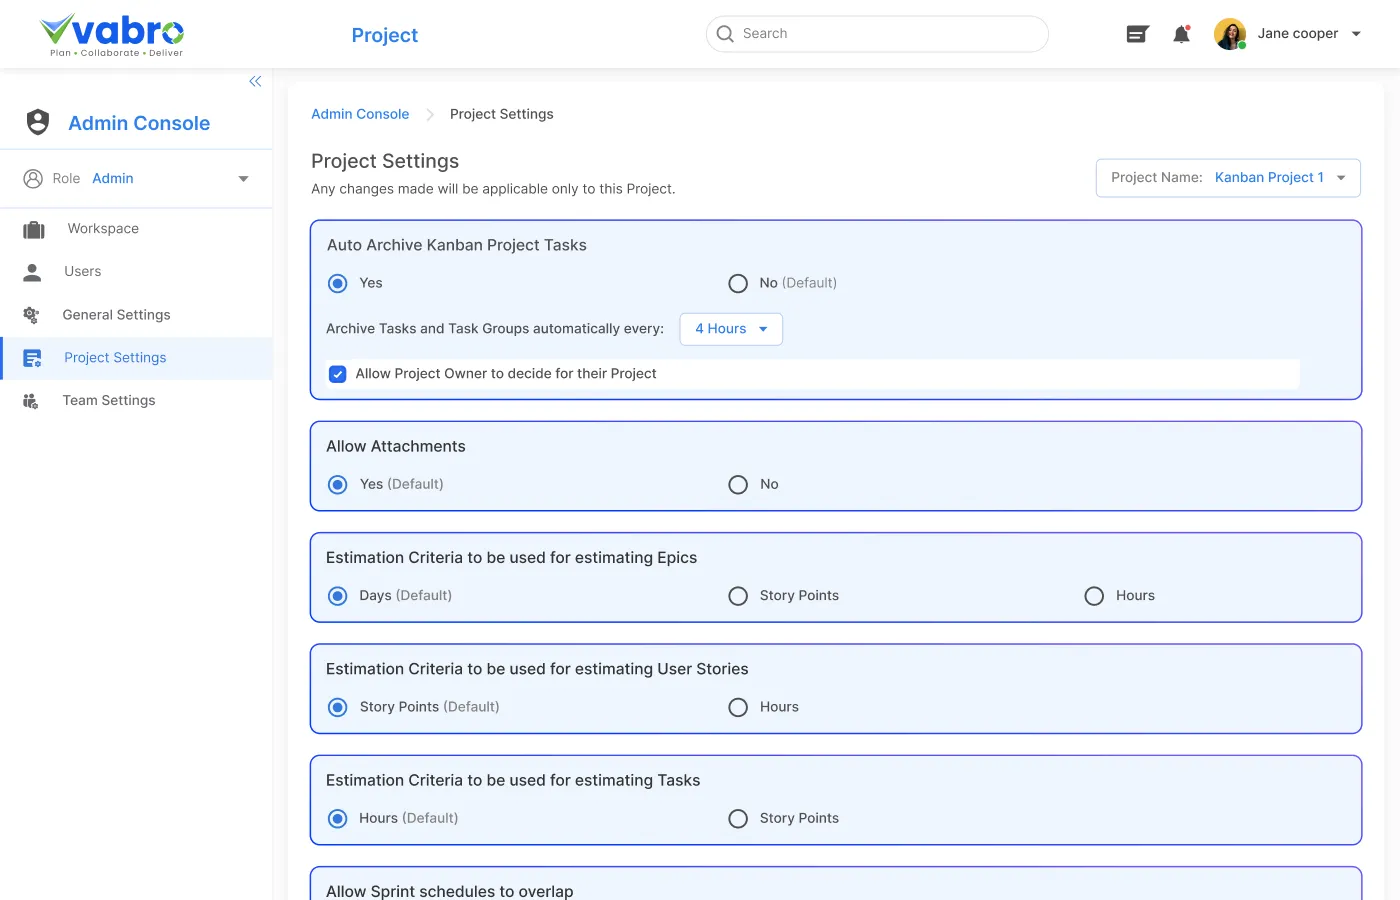 vabro
Plan • Collaborate • Deliver
Project
Search
Jane cooper
Admin Console
Role Admin
Workspace
Users
General Settings
Project Settings
Team Settings
Admin Console > Project Settings
Project Settings
Any changes made will be applicable only to this Project.
Project Name: Kanban Project 1
Auto Archive Kanban Project Tasks
Yes No (Default)
Archive Tasks and Task Groups automatically every: 4 Hours
Allow Project Owner to decide for their Project
Allow Attachments
Yes (Default) No
Estimation Criteria to be used for estimating Epics
Days (Default) Story Points Hours
Estimation Criteria to be used for estimating User Stories
Story Points (Default) Hours
Estimation Criteria to be used for estimating Tasks
Hours (Default) Story Points
Allow Sprint schedules to overlap